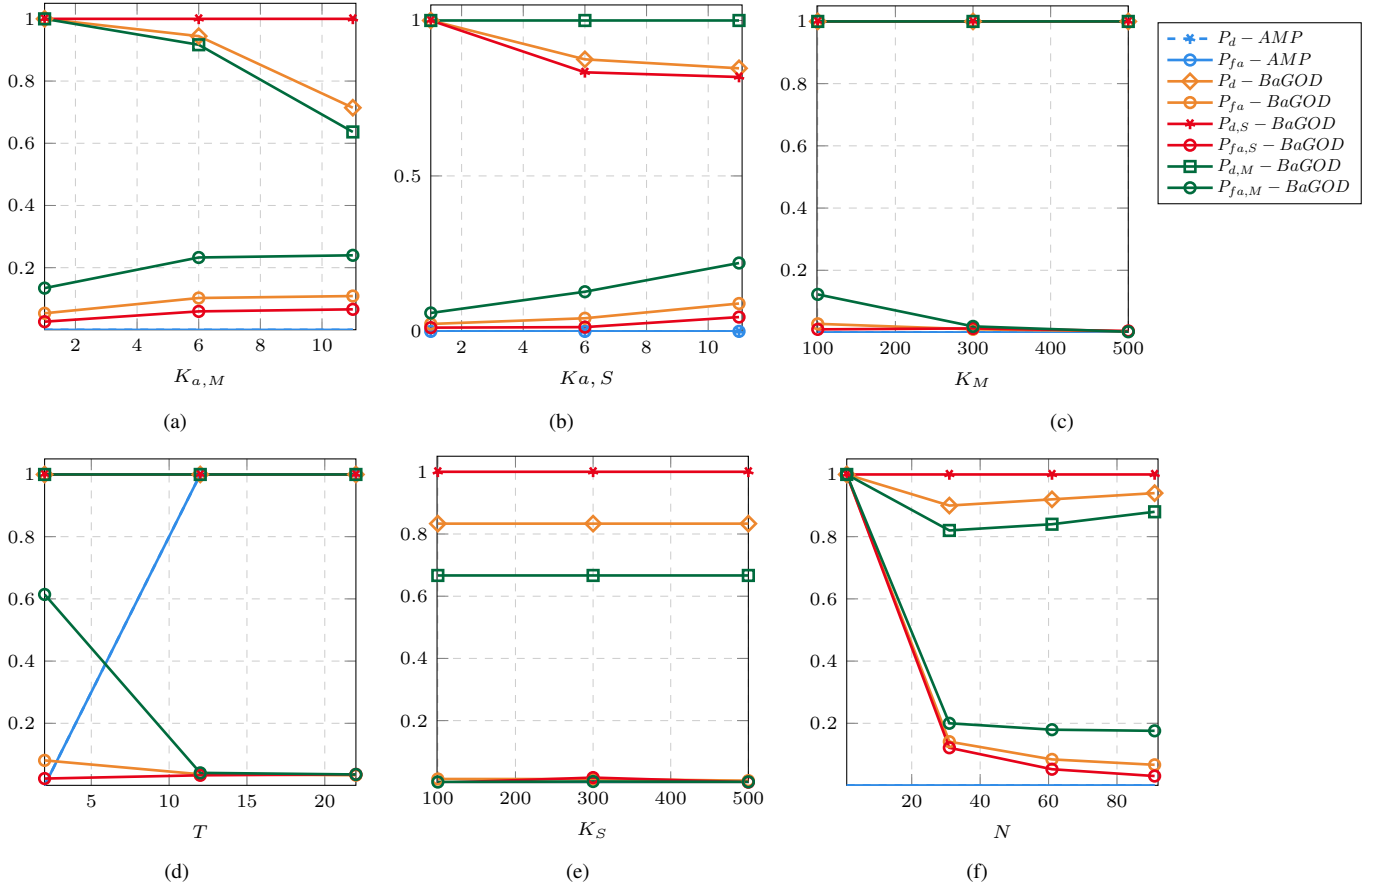 1
0.8
0.6
0.4
0.2
2 4 6 8 10
K_{a,M}
(a)
1
0.5
0
2 4 6 8 10
Ka, S
(b)
1
0.8
0.6
0.4
0.2
100 200 300 400 500
K_M
(c)
P_d − AMP
P_{fa} − AMP
P_d − BaGOD
P_{fa} − BaGOD
P_{d,S} − BaGOD
P_{fa,S} − BaGOD
P_{d,M} − BaGOD
P_{fa,M} − BaGOD
1
0.8
0.6
0.4
0.2
5 10 15 20
T
(d)
1
0.8
0.6
0.4
0.2
100 200 300 400 500
K_S
(e)
1
0.8
0.6
0.4
0.2
20 40 60 80
N
(f)